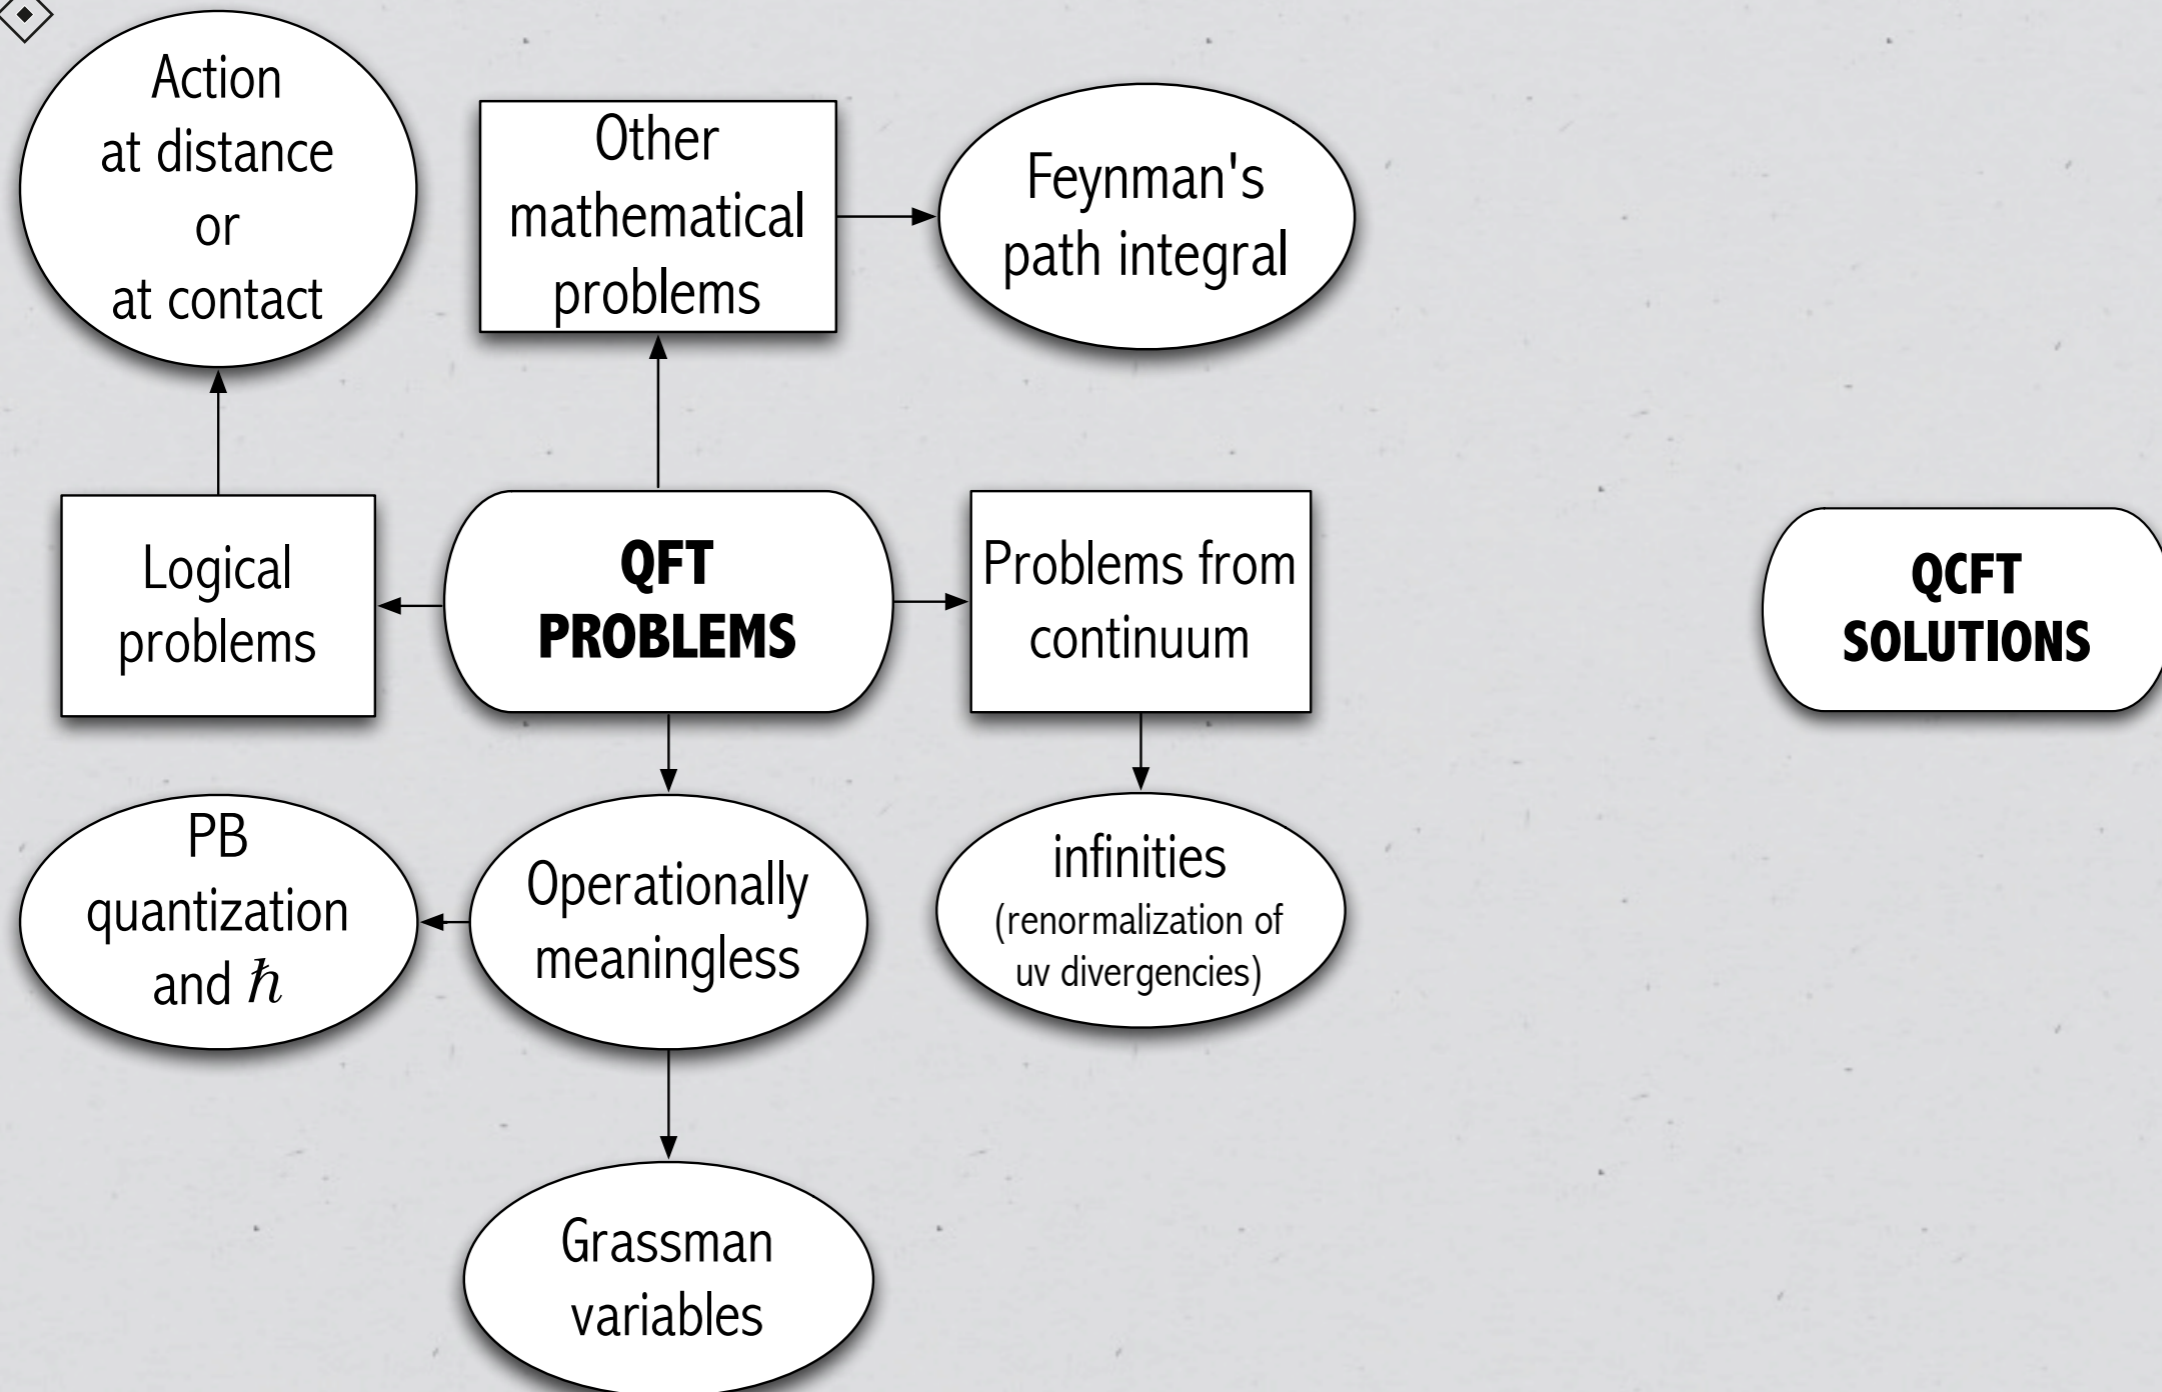 Action
at distance
or
at contact
Other
mathematical
problems
Feynman's
path integral
Logical
problems
QFT
PROBLEMS
Problems from
continuum
QCFT
SOLUTIONS
PB
quantization
and ℏ
Operationally
meaningless
infinities
(renormalization of
uv divergencies)
Grassman
variables